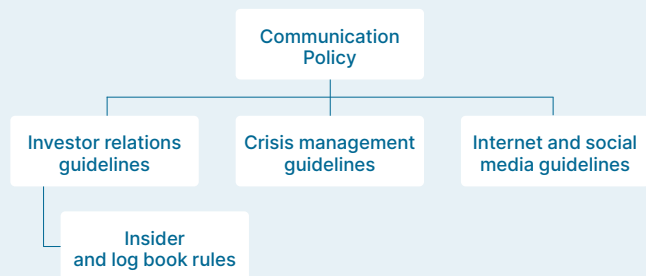 Communication
Policy
Investor relations
guidelines
Crisis management
guidelines
Internet and social
media guidelines
Insider
and log book rules